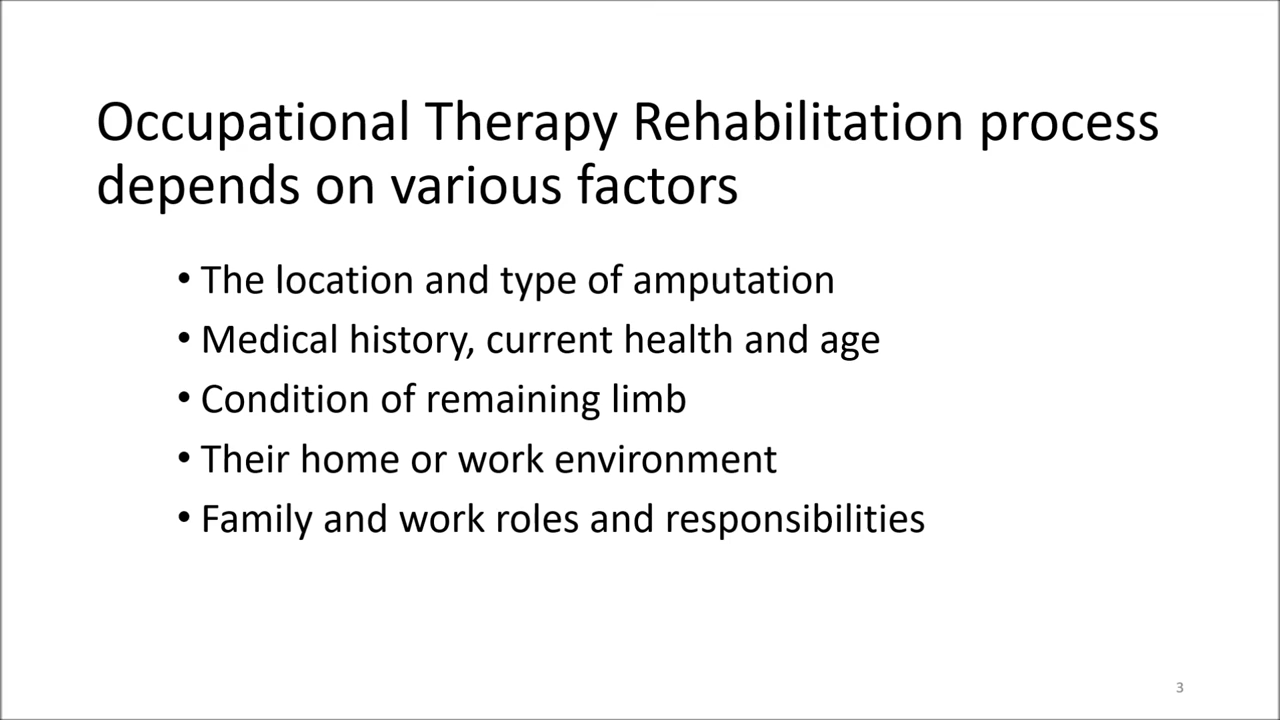 Occupational Therapy Rehabilitation process
depends on various factors
• The location and type of amputation
• Medical history, current health and age
• Condition of remaining limb
• Their home or work environment
• Family and work roles and responsibilities
3